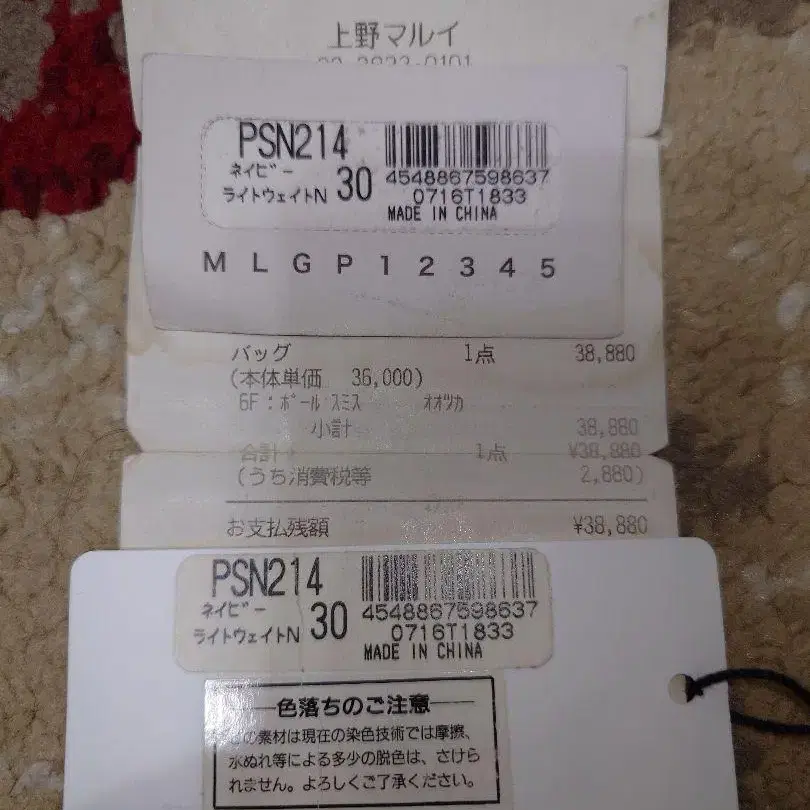 上野マルイ
PSN214
ネイビー
ライトウェイトN 30
4548867598637
0716T1833
MADE IN CHINA
M L G P 1 2 3 4 5
バッグ 1点 38,880
(本体単価 36,000)
6F:ポールスミス オオツカ
小計 38,880
合計 1点 ¥38,880
(うち消費税等 2,880)
お支払残額 ¥38,880
PSN214
ネイビー
ライトウェイトN 30
4548867598637
0716T1833
MADE IN CHINA
色落ちのご注意
の素材は現在の染色技術では摩擦、
水ぬれ等による多少の脱色は、さけら
れません。よろしくご了承ください。